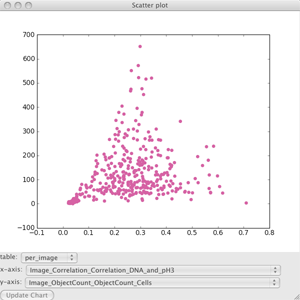 Scatter plot
700
600
500
400
300
200
100
0
−100
−0.1 0.0 0.1 0.2 0.3 0.4 0.5 0.6 0.7 0.8
table: per_image
x-axis: Image_Correlation_Correlation_DNA_and_pH3
y-axis: Image_ObjectCount_ObjectCount_Cells
Update Chart